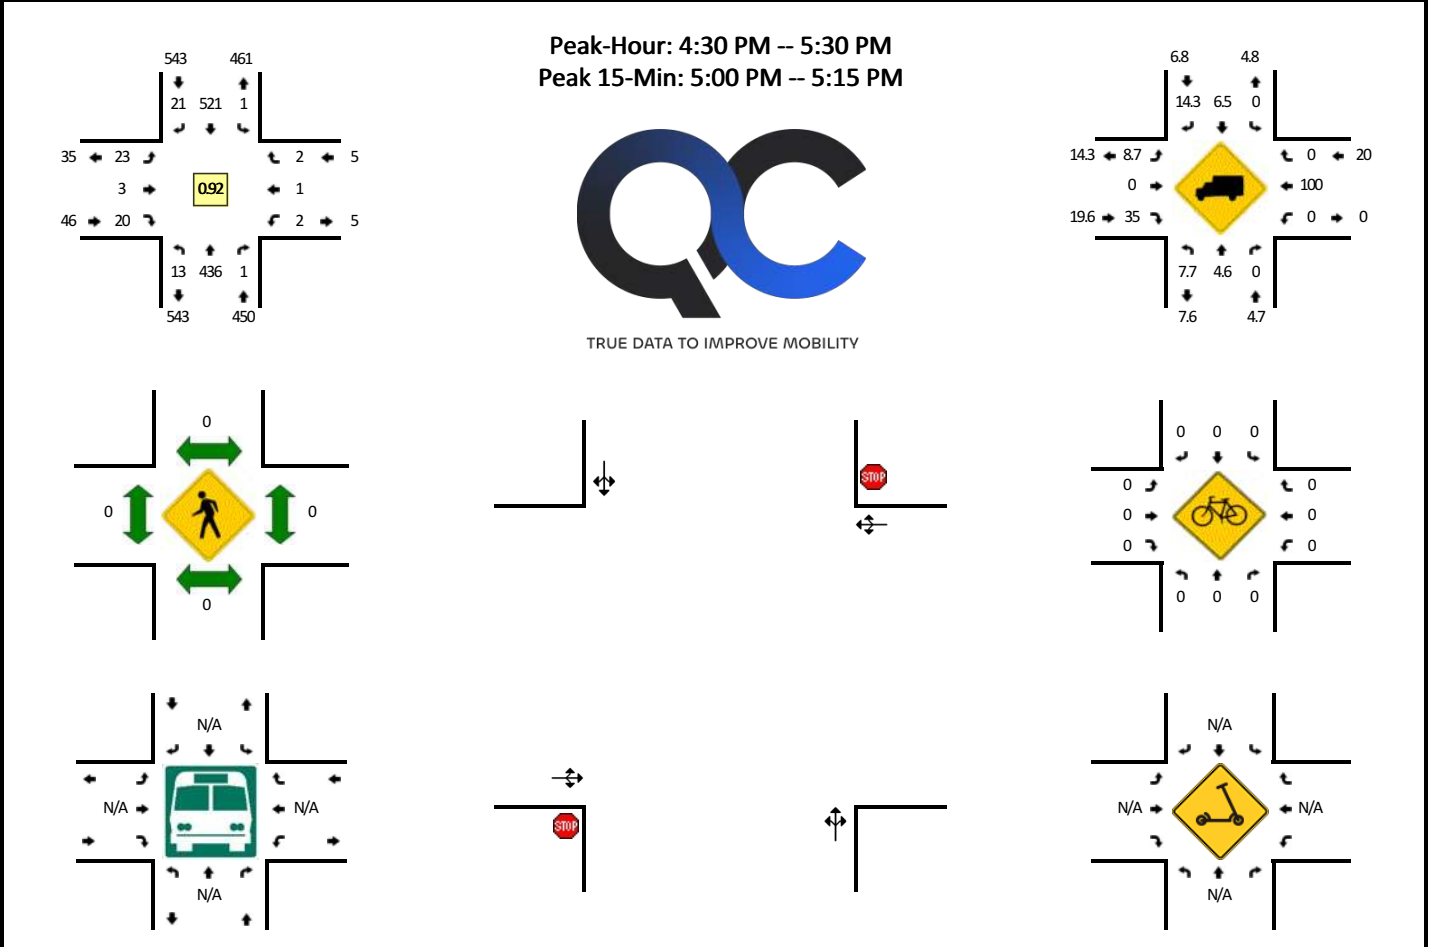 Peak-Hour: 4:30 PM -- 5:30 PM
Peak 15-Min: 5:00 PM -- 5:15 PM
543 461
21 521 1
35 23 2 5
3 0.92 1
46 20 2 5
13 436 1
543 450
QC
TRUE DATA TO IMPROVE MOBILITY
6.8 4.8
14.3 6.5 0
14.3 8.7 0 20
0 100
19.6 35 0 0
7.7 4.6 0
7.6 4.7
0
0 0
0
STOP
STOP
0 0 0
0 0
0 0
0 0
0 0 0
N/A
N/A N/A
N/A
N/A
N/A N/A
N/A